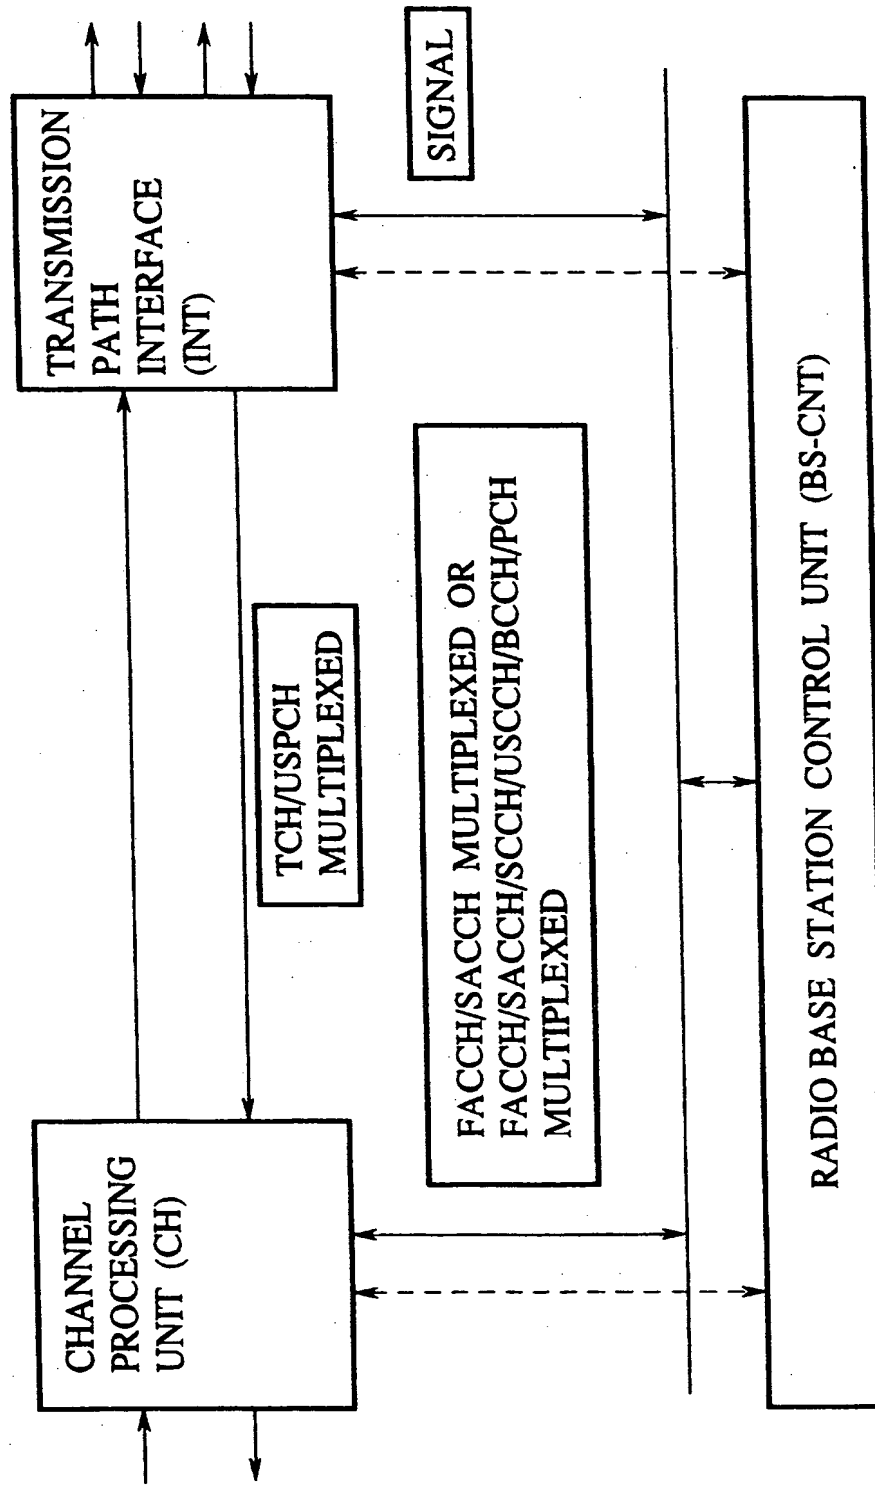 CHANNEL
PROCESSING
UNIT (CH)
TRANSMISSION
PATH
INTERFACE
(INT)
TCH/USPCH
MULTIPLEXED
SIGNAL
FACCH/SACCH MULTIPLEXED OR
FACCH/SACCH/SCCH/USCCH/BCCH/PCH
MULTIPLEXED
RADIO BASE STATION CONTROL UNIT (BS-CNT)